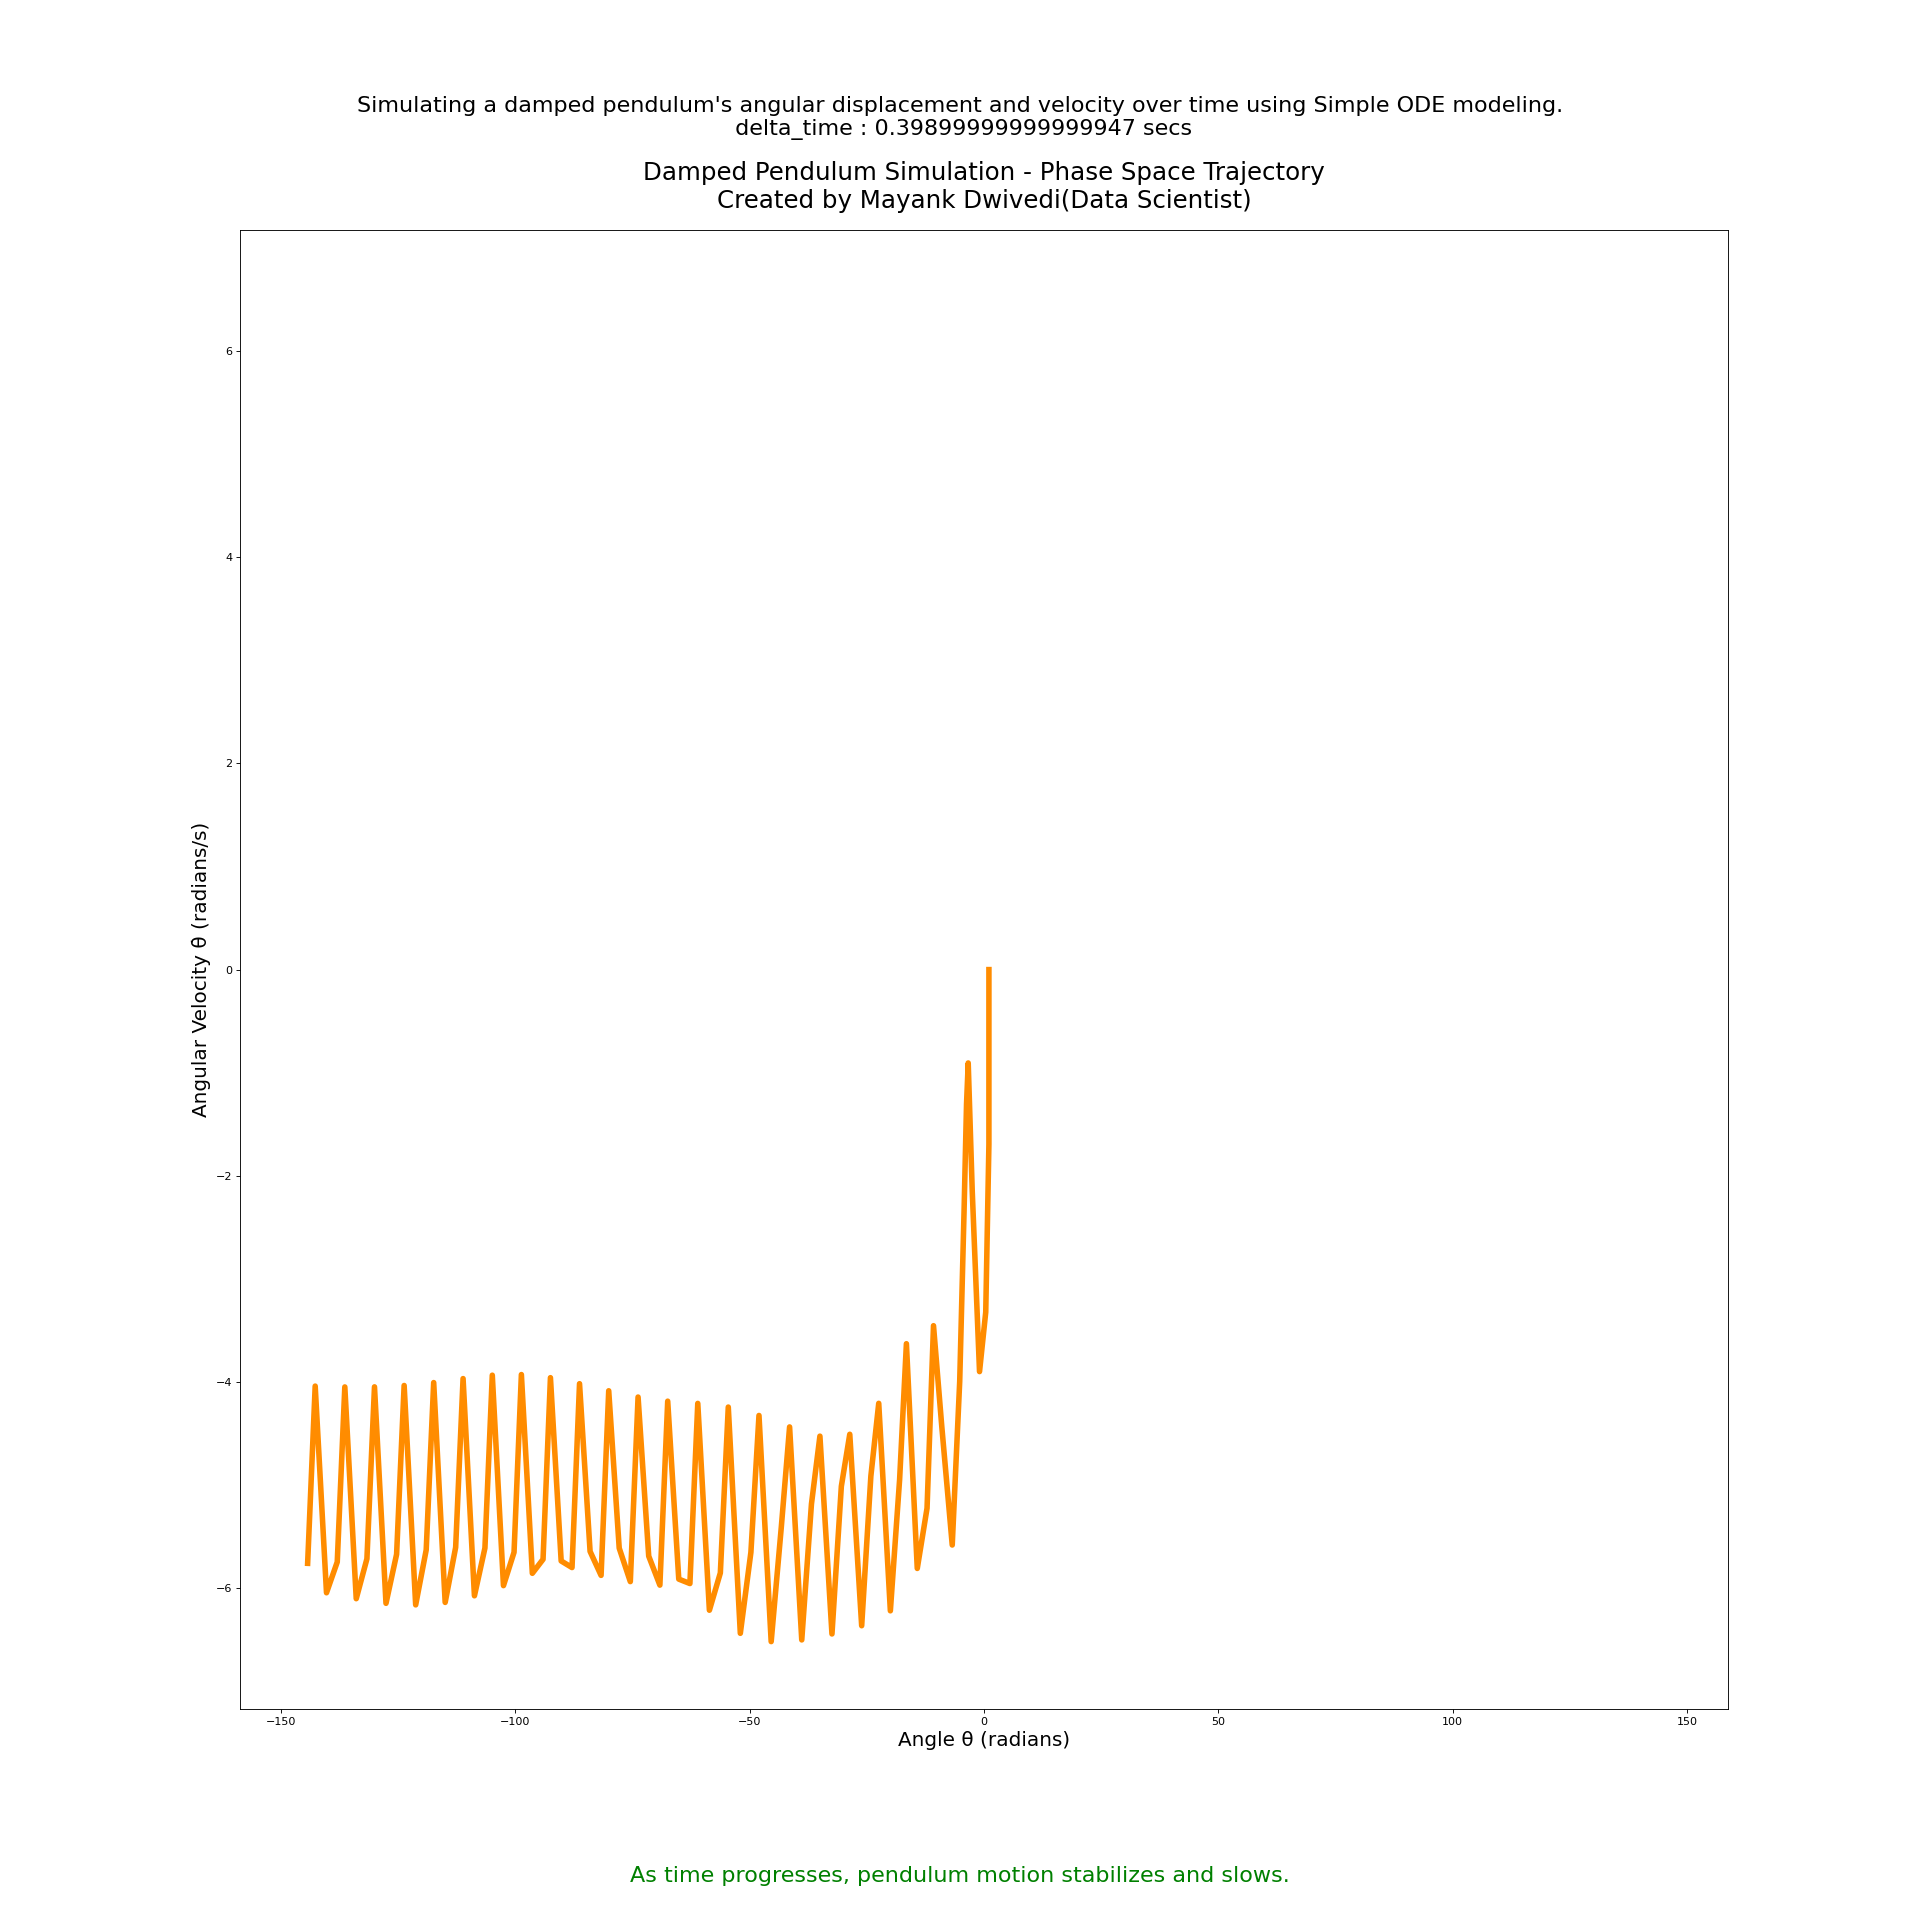 Simulating a damped pendulum's angular displacement and velocity over time using Simple ODE modeling.
delta_time : 0.39899999999999947 secs
Damped Pendulum Simulation - Phase Space Trajectory
Created by Mayank Dwivedi(Data Scientist)
6
4
2
0
−2
−4
−6
Angular Velocity θ (radians/s)
−150
−100
−50
0
50
100
150
Angle θ (radians)
As time progresses, pendulum motion stabilizes and slows.